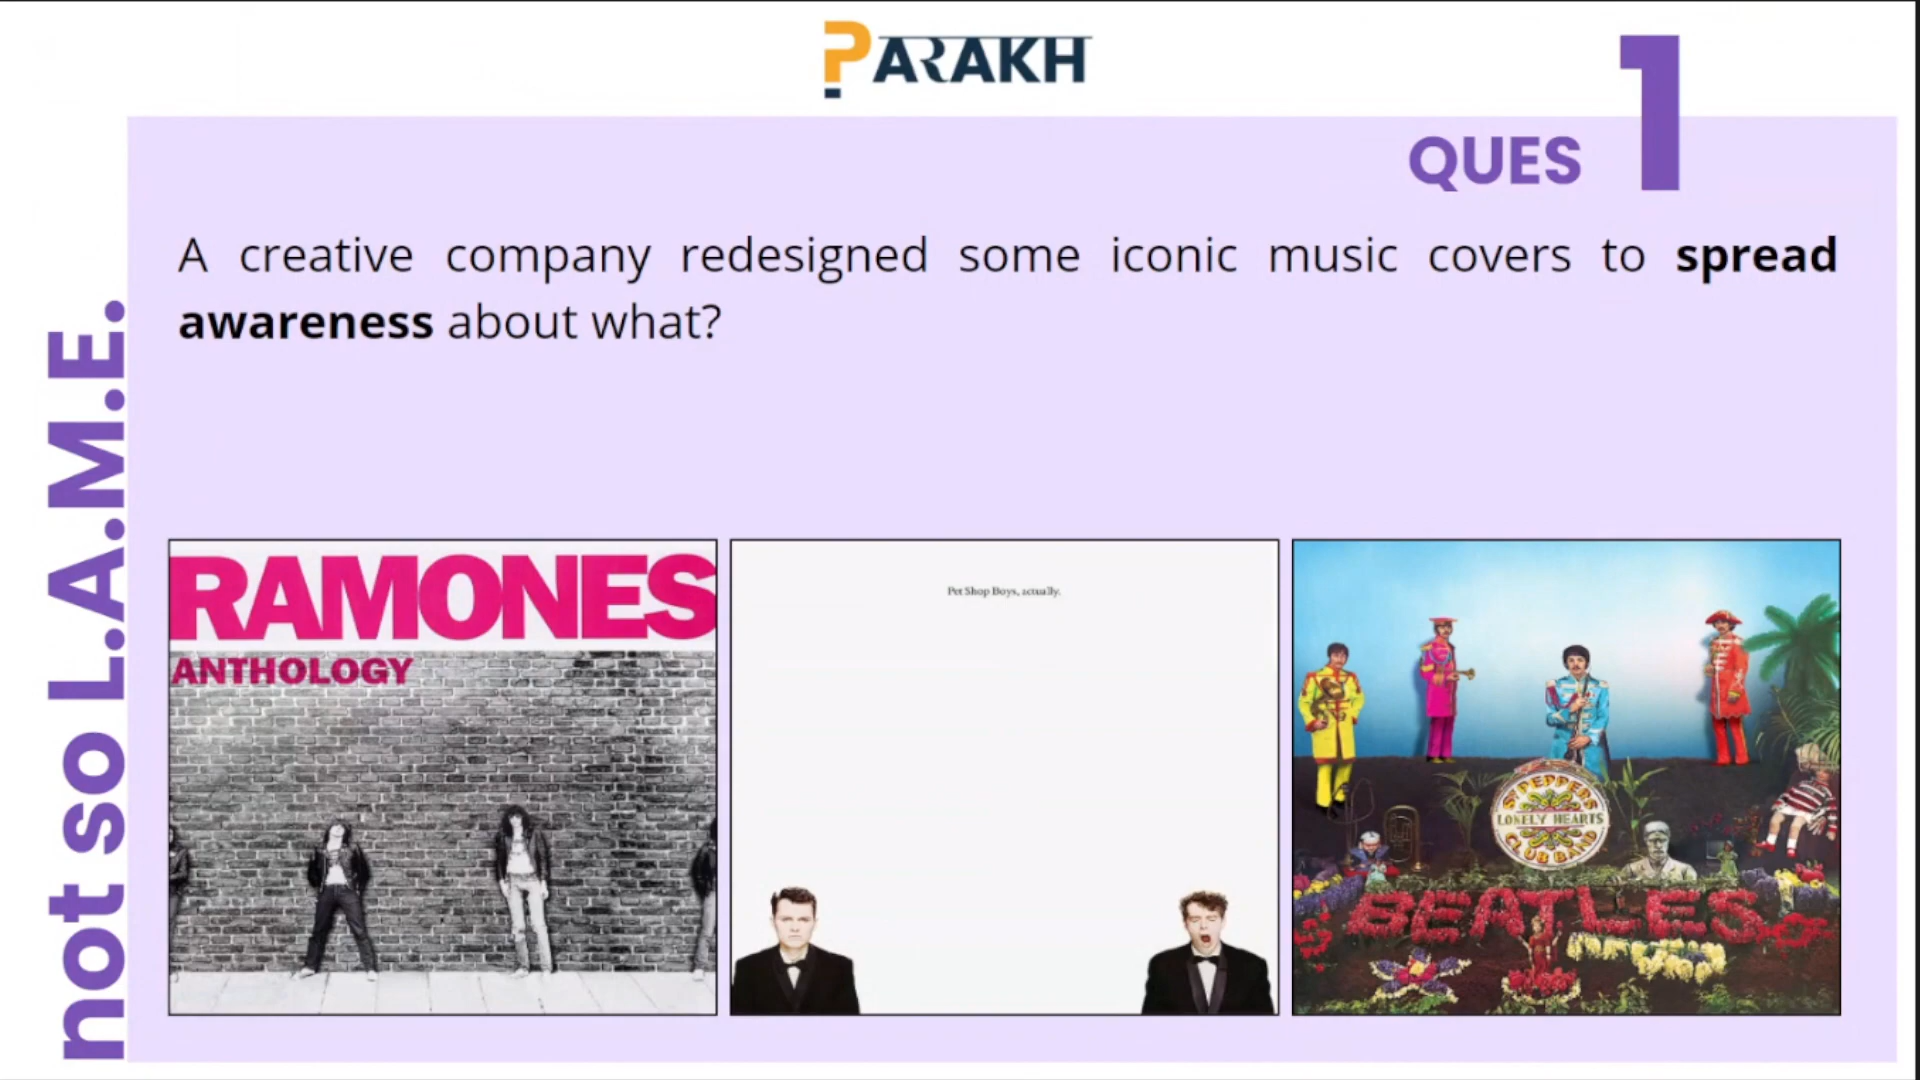 PARAKH
QUES 1
A creative company redesigned some iconic music covers to spread
awareness about what?
not so L.A.M.E.
RAMONES
ANTHOLOGY
Pet Shop Boys, actually.
SGT PEPPERS
LONELY HEARTS
CLUB BAND
BEATLES